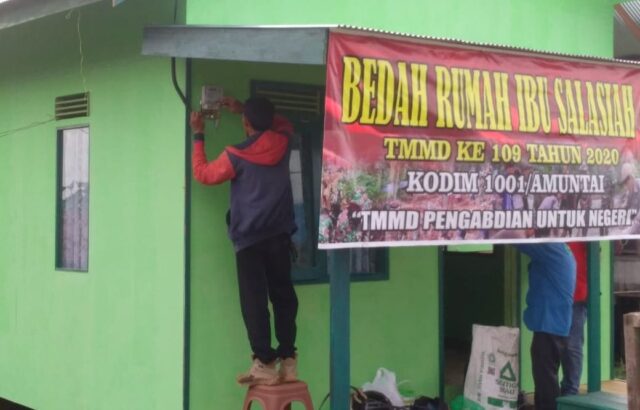 BEDAH RUMAH IBU SALASIAH
TMMD KE 109 TAHUN 2020
KODIM 1001/AMUNTAI
"TMMD PENGABDIAN UNTUK NEGERI"